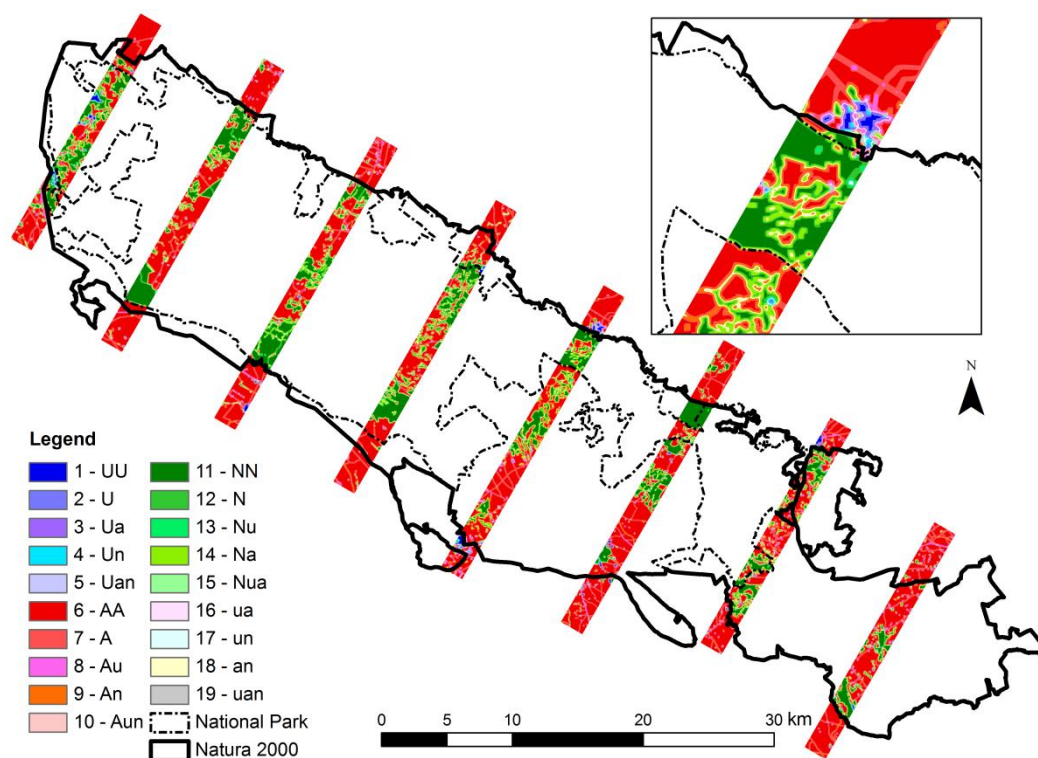 N
Legend
1 - UU
2 - U
3 - Ua
4 - Un
5 - Uan
6 - AA
7 - A
8 - Au
9 - An
10 - Aun
11 - NN
12 - N
13 - Nu
14 - Na
15 - Nua
16 - ua
17 - un
18 - an
19 - uan
National Park
Natura 2000
0 5 10 20 30 km